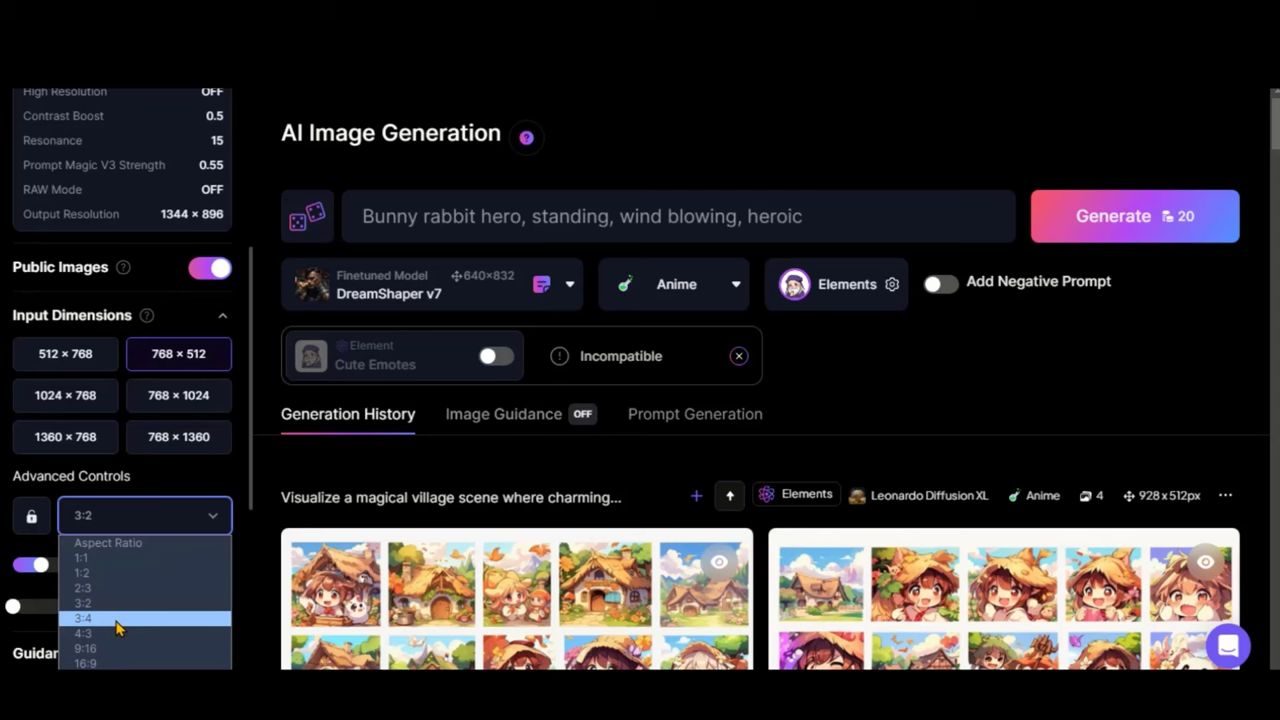 High Resolution OFF
Contrast Boost 0.5
Resonance 15
Prompt Magic V3 Strength 0.55
RAW Mode OFF
Output Resolution 1344 × 896
Public Images ?
Input Dimensions ?
512 × 768 768 × 512
1024 × 768 768 × 1024
1360 × 768 768 × 1360
Advanced Controls
3:2
Aspect Ratio
1:1
1:2
2:3
3:2
3:4
4:3
9:16
16:9
Guidan
AI Image Generation ?
Bunny rabbit hero, standing, wind blowing, heroic
Generate 20
Finetuned Model 640×832
DreamShaper v7
Anime
Elements
Add Negative Prompt
Element
Cute Emotes
Incompatible
Generation History Image Guidance OFF Prompt Generation
Visualize a magical village scene where charming... Elements Leonardo Diffusion XL Anime 4 928x512px